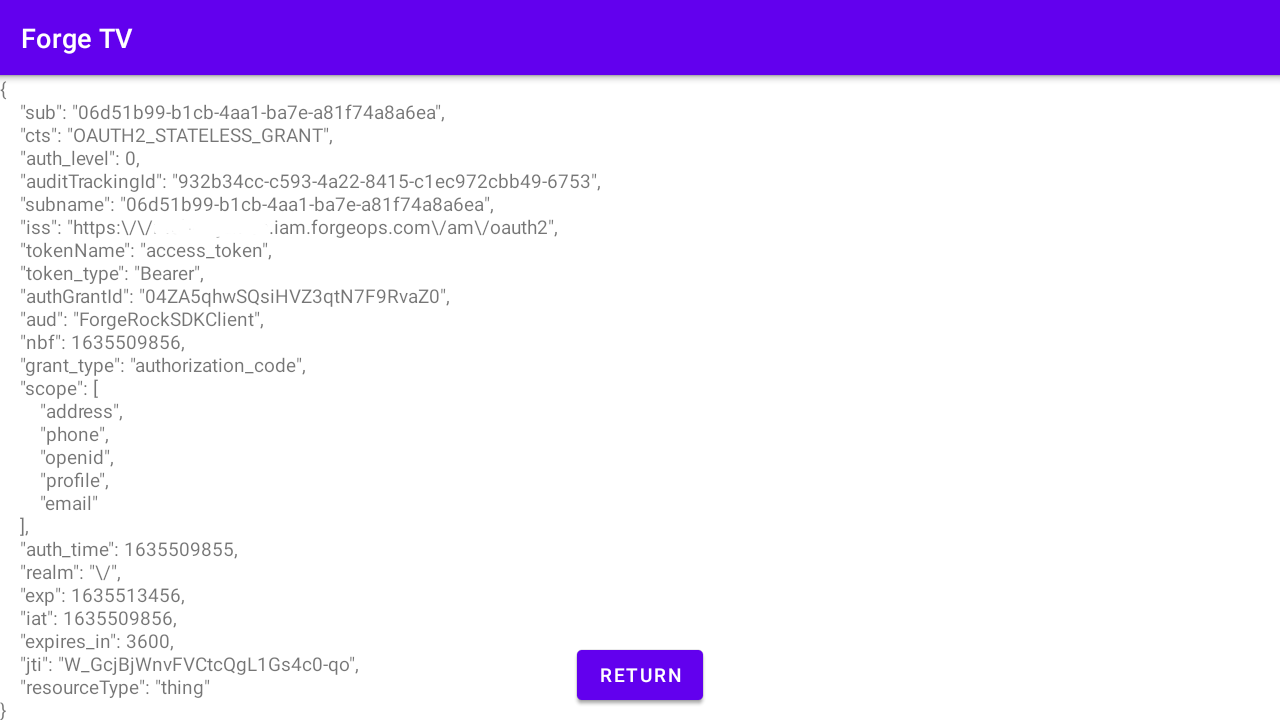 Forge TV
{
"sub": "06d51b99-b1cb-4aa1-ba7e-a81f74a8a6ea",
"cts": "OAUTH2_STATELESS_GRANT",
"auth_level": 0,
"auditTrackingId": "932b34cc-c593-4a22-8415-c1ec972cbb49-6753",
"subname": "06d51b99-b1cb-4aa1-ba7e-a81f74a8a6ea",
"iss": "https:\/\/ .iam.forgeops.com\/am\/oauth2",
"tokenName": "access_token",
"token_type": "Bearer",
"authGrantId": "04ZA5qhwSQsiHVZ3qtN7F9RvaZ0",
"aud": "ForgeRockSDKClient",
"nbf": 1635509856,
"grant_type": "authorization_code",
"scope": [
"address",
"phone",
"openid",
"profile",
"email"
],
"auth_time": 1635509855,
"realm": "\/",
"exp": 1635513456,
"iat": 1635509856,
"expires_in": 3600,
"jti": "W_GcjBjWnvFVCtcQgL1Gs4c0-qo",
"resourceType": "thing"
}
RETURN